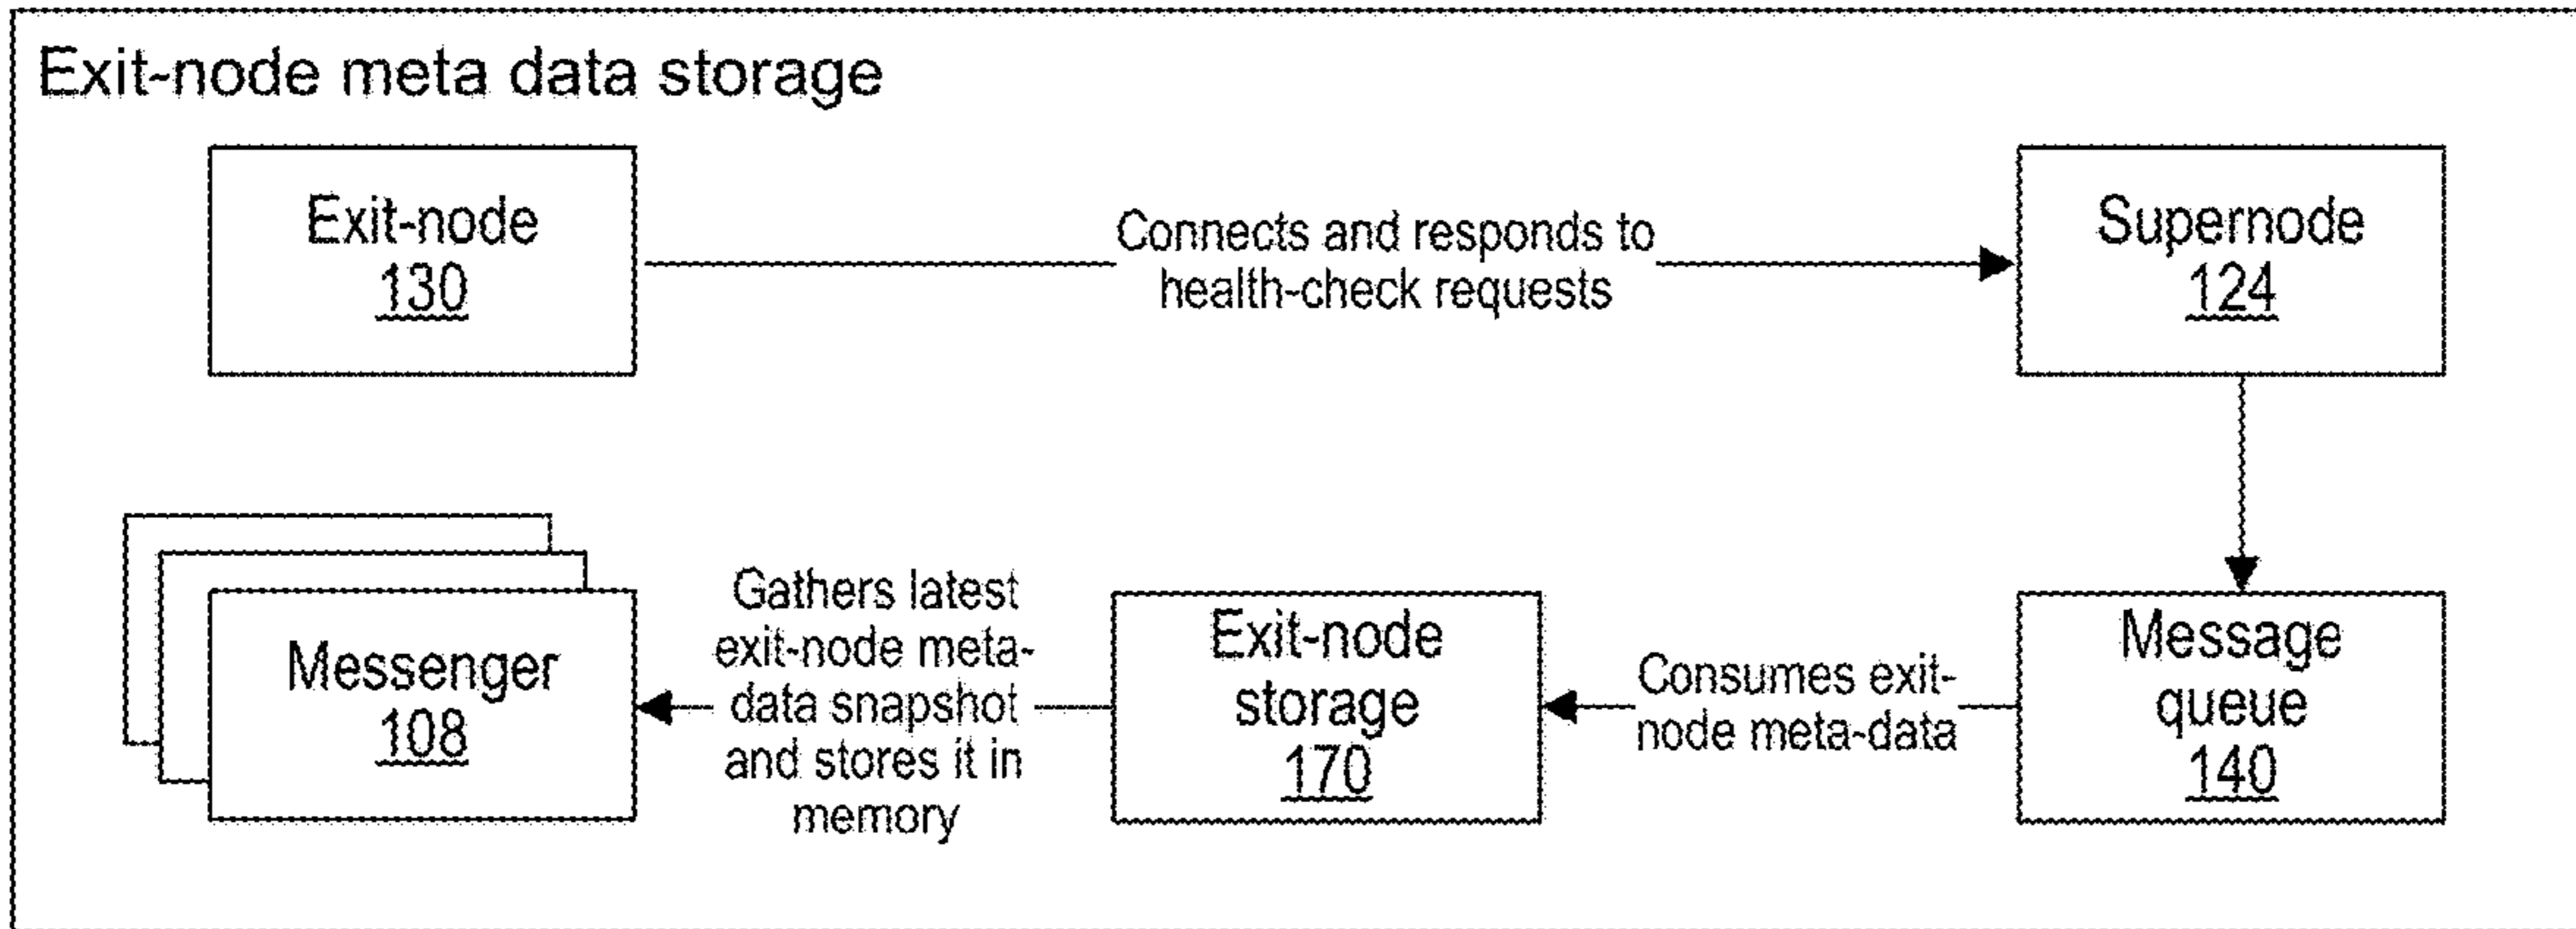 Exit-node meta data storage
Exit-node
130
Connects and responds to
health-check requests
Supernode
124
Messenger
108
Gathers latest
exit-node meta-
data snapshot
and stores it in
memory
Exit-node
storage
170
Consumes exit-
node meta-data
Message
queue
140